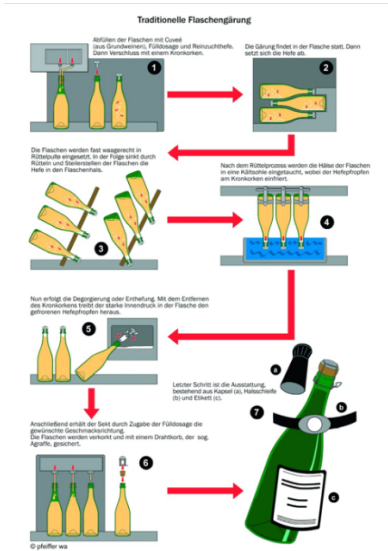 Traditionelle Flaschengärung
Abfüllen der Flaschen mit Cuveé
(aus Grundweinen), Fülldosage und Reinzuchthefe.
Dann Verschluss mit einem Kronkorken.
1
Die Gärung findet in der Flasche statt. Dann
setzt sich die Hefe ab.
2
Die Flaschen werden fast waagerecht in
Rüttelpulte eingesetzt. In der Folge sinkt durch
Rütteln und Steilerstellen der Flaschen die
Hefe in den Flaschenhals.
3
Nach dem Rüttelprozess werden die Hälse der Flaschen
in eine Kältsohle eingetaucht, wobei der Hefepfropfen
am Kronkorken einfriert.
4
Nun erfolgt die Degorgierung oder Enthefung. Mit dem Entfernen
des Kronkorkens treibt der starke Innendruck in der Flasche den
gefrorenen Hefepfropfen heraus.
5
Anschließend erhält der Sekt durch Zugabe der Fülldosage die
gewünschte Geschmacksrichtung.
Die Flaschen werden verkorkt und mit einem Drahtkorb, der sog.
Agraffe, gesichert.
6
Letzter Schritt ist die Ausstattung,
bestehend aus Kapsel (a), Halsschleife
(b) und Etikett (c).
7
a
b
c
© pfeiffer wa